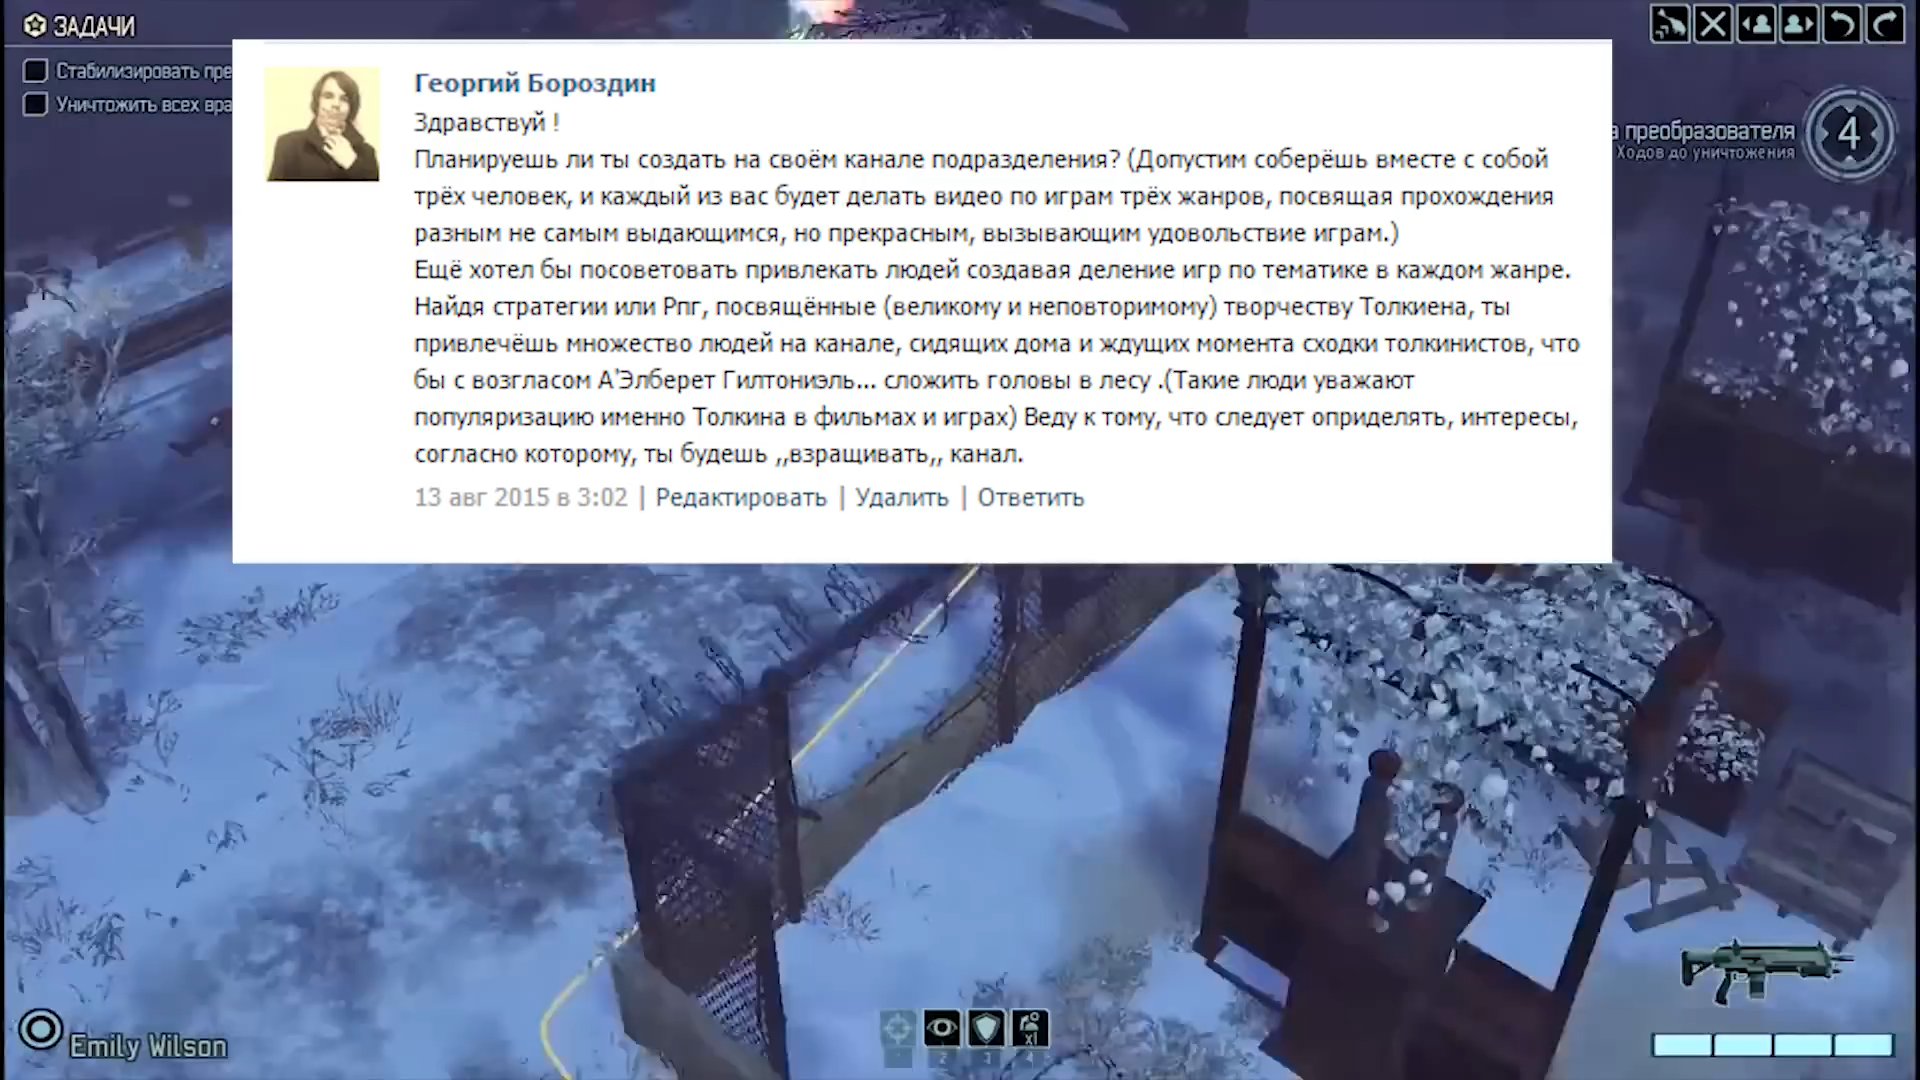 ЗАДАЧИ
Стабилизировать пре
Уничтожить всех вра
Георгий Бороздин
Здравствуй !
Планируешь ли ты создать на своём канале подразделения? (Допустим соберёшь вместе с собой
трёх человек, и каждый из вас будет делать видео по играм трёх жанров, посвящая прохождения
разным не самым выдающимся, но прекрасным, вызывающим удовольствие играм.)
Ещё хотел бы посоветовать привлекать людей создавая деление игр по тематике в каждом жанре.
Найдя стратегии или Рпг, посвящённые (великому и неповторимому) творчеству Толкиена, ты
привлечёшь множество людей на канале, сидящих дома и ждущих момента сходки толкинистов, что
бы с возгласом А'Элберет Гилтониэль... сложить головы в лесу .(Такие люди уважают
популяризацию именно Толкина в фильмах и играх) Веду к тому, что следует оприделять, интересы,
согласно которому, ты будешь ,,взращивать,, канал.
13 авг 2015 в 3:02 | Редактировать | Удалить | Ответить
а преобразователя
Ходов до уничтожения
4
Emily Wilson
x1
1 2 3 4